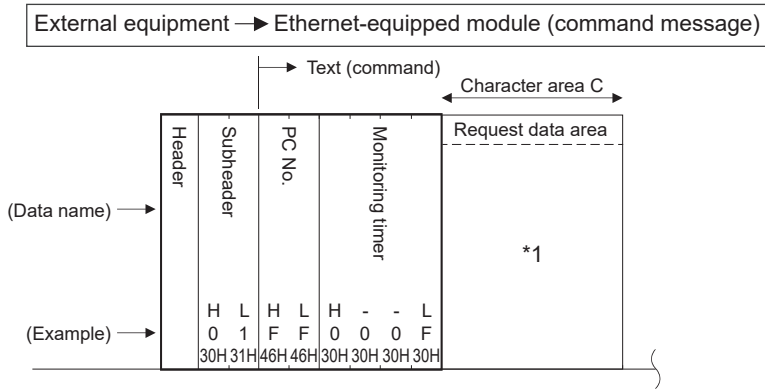 External equipment → Ethernet-equipped module (command message)
Text (command)
Character area C
Header
Subheader
PC No.
Monitoring timer
Request data area
(Data name)
*1
H L H L H - - L
(Example)
0 1 F F 0 0 0 F
30H 31H 46H 46H 30H 30H 30H 30H